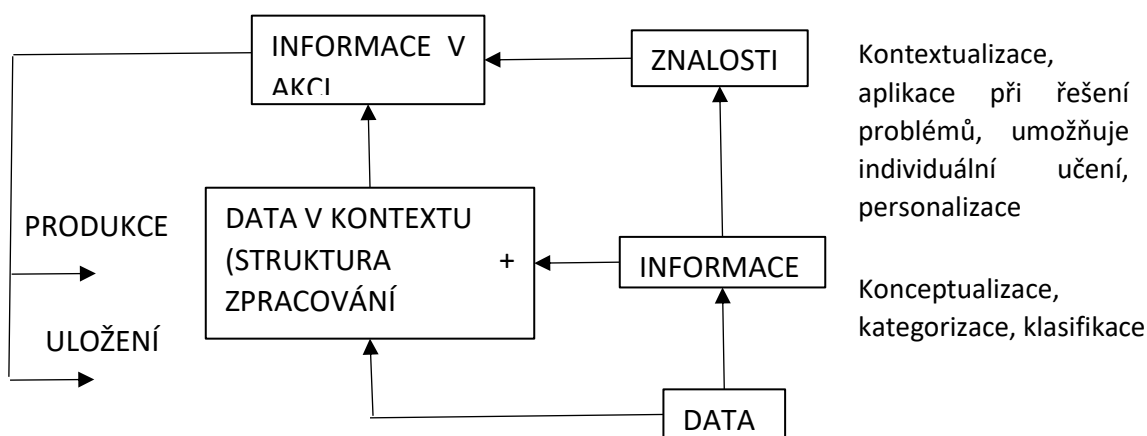 INFORMACE V
AKCI
ZNALOSTI
Kontextualizace,
aplikace při řešení
problémů, umožňuje
individuální učení,
personalizace
PRODUKCE
DATA V KONTEXTU
(STRUKTURA +
ZPRACOVÁNÍ
INFORMACE
Konceptualizace,
kategorizace, klasifikace
ULOŽENÍ
DATA